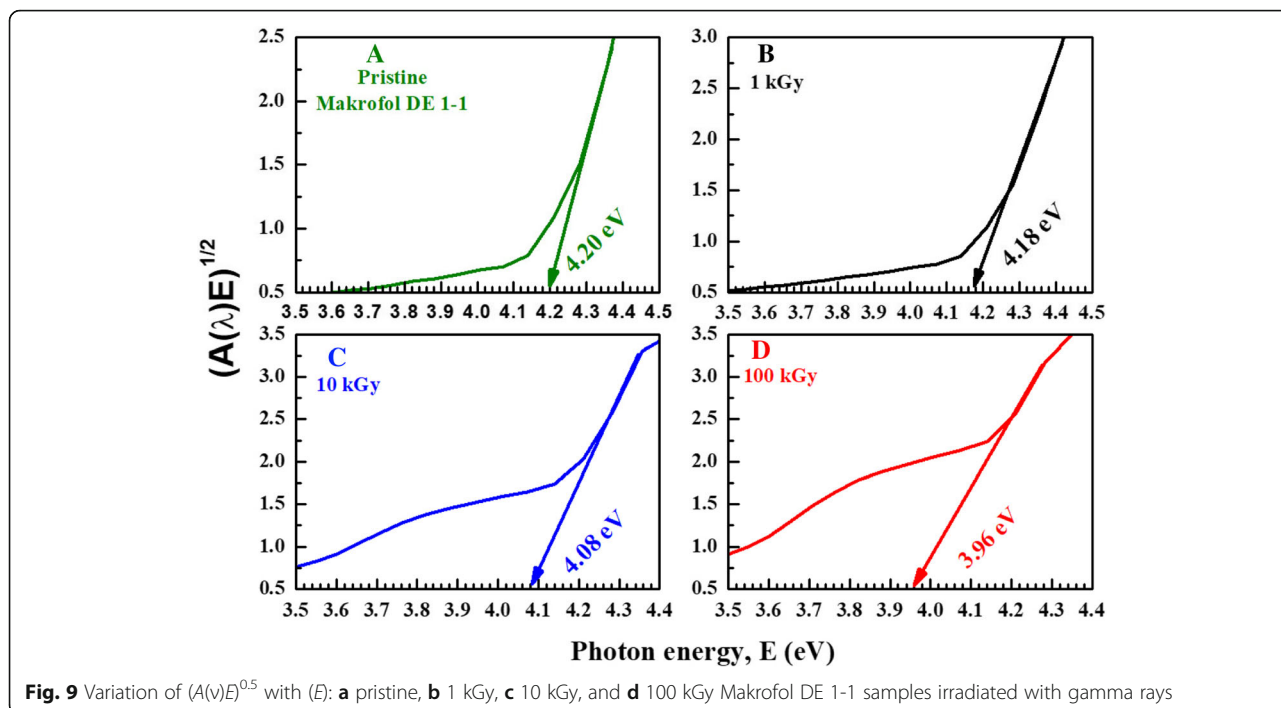 (A(λ)E)^1/2
A
Pristine
Makrofol DE 1-1
2.5
2.0
1.5
1.0
0.5
4.20 eV
3.5 3.6 3.7 3.8 3.9 4.0 4.1 4.2 4.3 4.4 4.5
B
1 kGy
3.0
2.5
2.0
1.5
1.0
0.5
4.18 eV
3.5 3.6 3.7 3.8 3.9 4.0 4.1 4.2 4.3 4.4 4.5
C
10 kGy
3.5
3.0
2.5
2.0
1.5
1.0
0.5
4.08 eV
3.5 3.6 3.7 3.8 3.9 4.0 4.1 4.2 4.3 4.4
D
100 kGy
3.5
3.0
2.5
2.0
1.5
1.0
0.5
3.96 eV
3.5 3.6 3.7 3.8 3.9 4.0 4.1 4.2 4.3 4.4
Photon energy, E (eV)
Fig. 9 Variation of (A(ν)E)^0.5 with (E): a pristine, b 1 kGy, c 10 kGy, and d 100 kGy Makrofol DE 1-1 samples irradiated with gamma rays